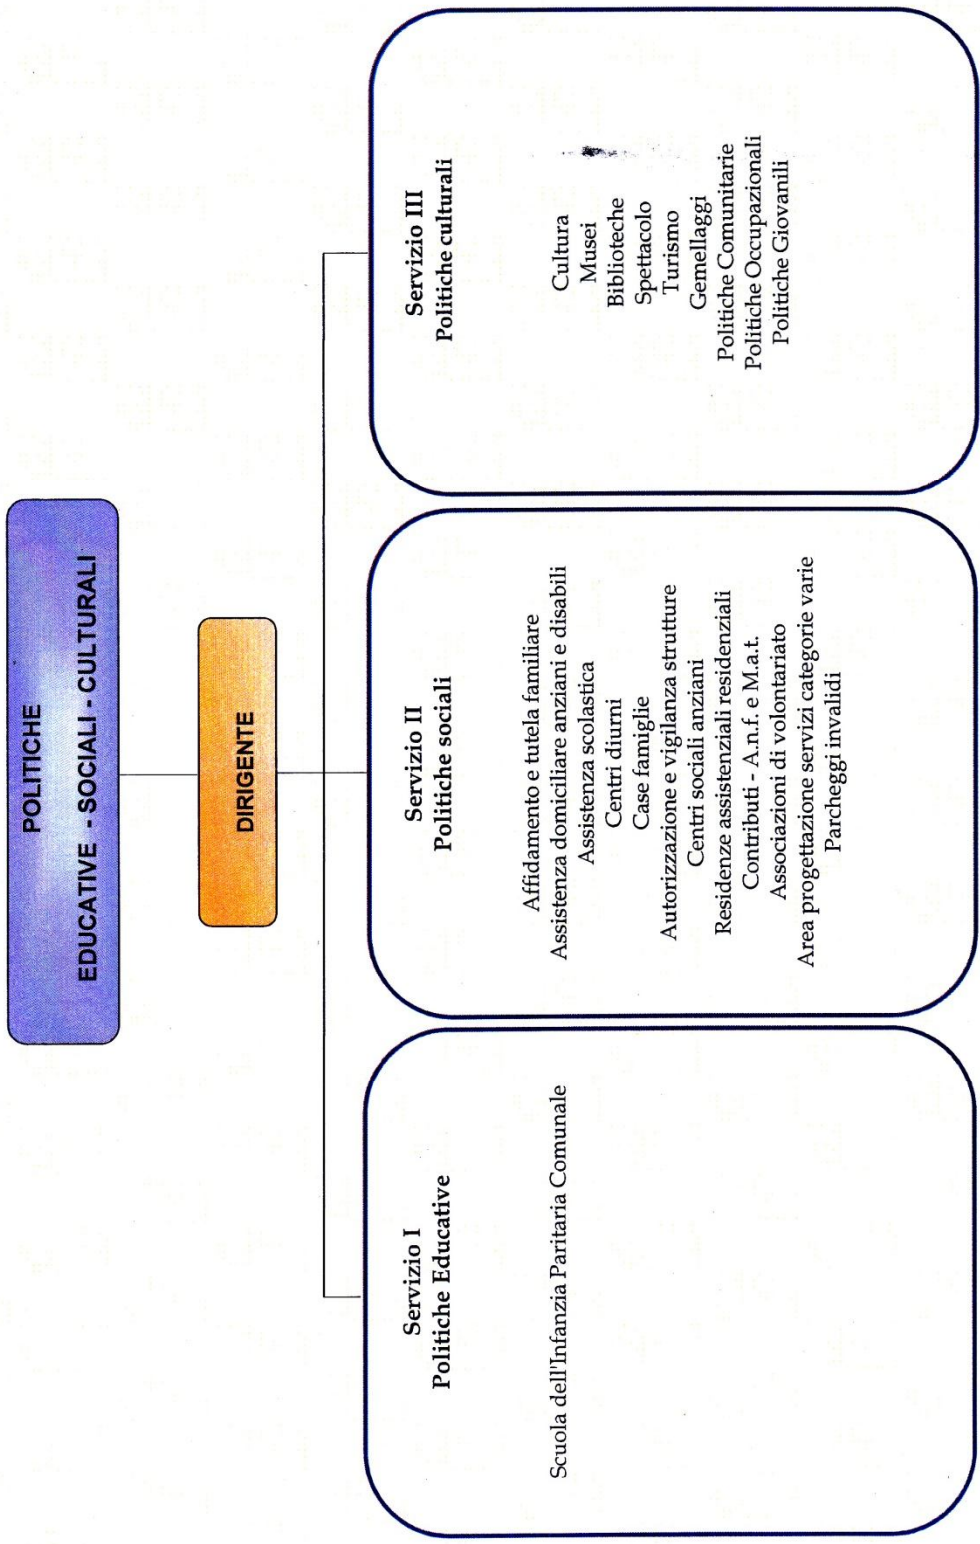 POLITICHE
EDUCATIVE - SOCIALI - CULTURALI
DIRIGENTE
Servizio I
Politiche Educative
Scuola dell'Infanzia Paritaria Comunale
Servizio II
Politiche sociali
Affidamento e tutela familiare
Assistenza domiciliare anziani e disabili
Assistenza scolastica
Centri diurni
Case famiglie
Autorizzazione e vigilanza strutture
Centri sociali anziani
Residenze assistenziali residenziali
Contributi - A.n.f. e M.a.t.
Associazioni di volontariato
Area progettazione servizi categorie varie
Parcheggi invalidi
Servizio III
Politiche culturali
Cultura
Musei
Biblioteche
Spettacolo
Turismo
Gemellaggi
Politiche Comunitarie
Politiche Occupazionali
Politiche Giovanili